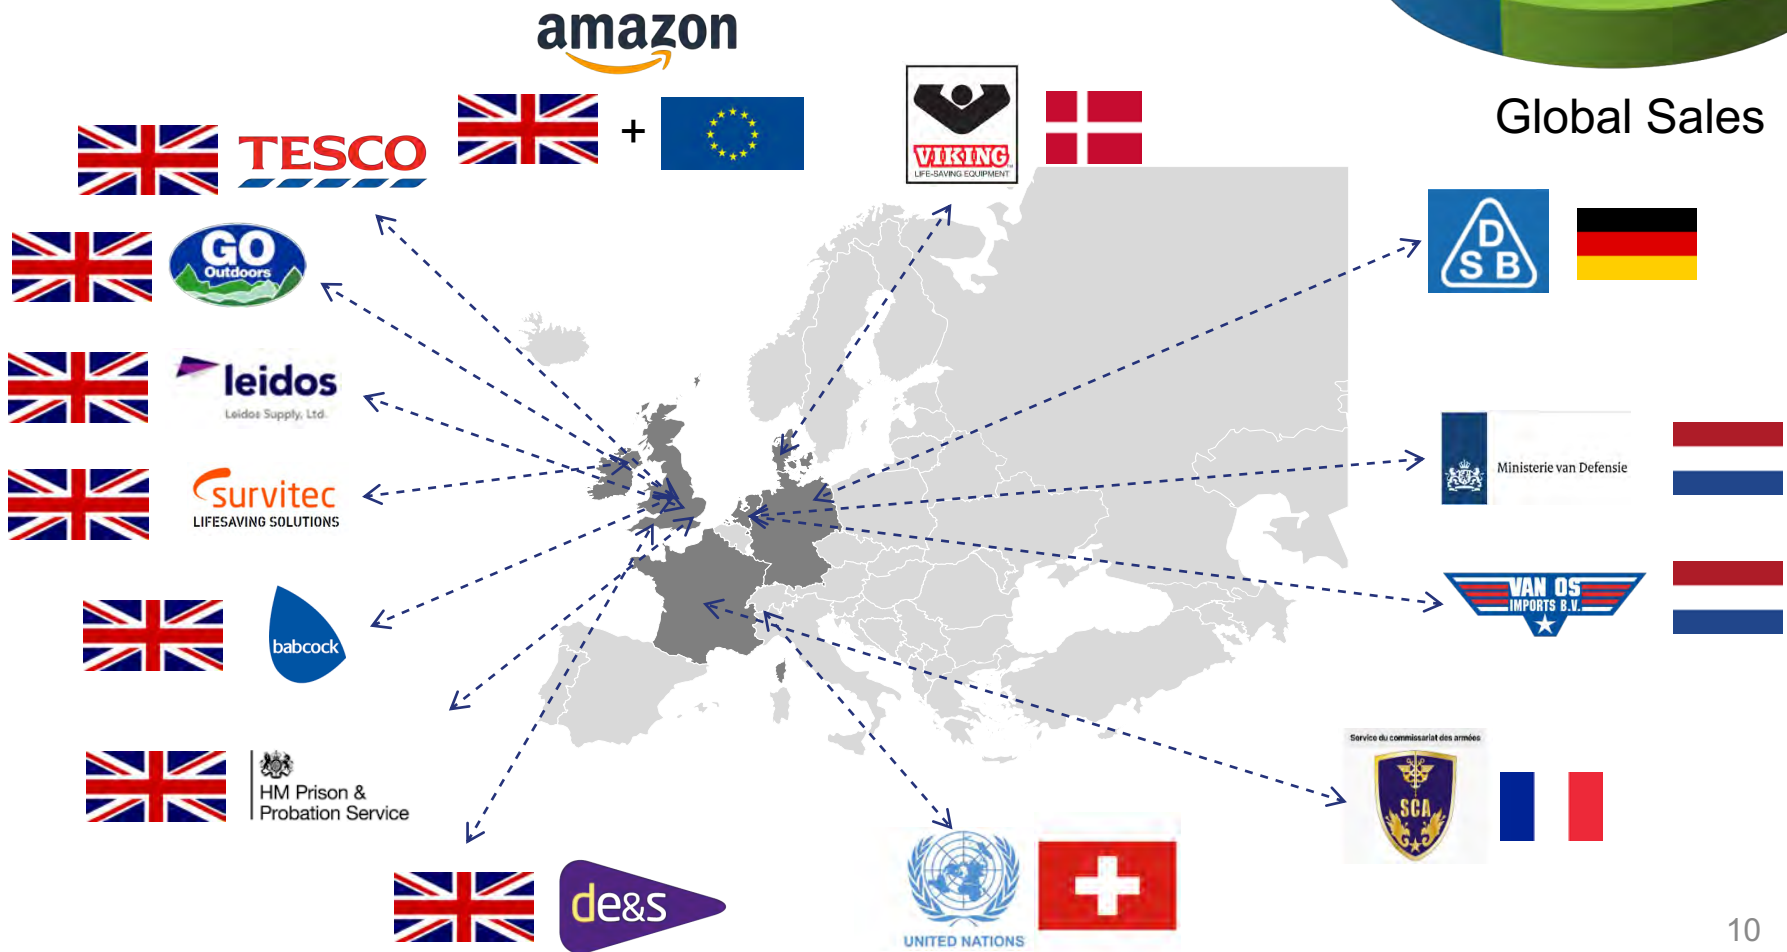 amazon
Global Sales
TESCO
+
VIKING
LIFE-SAVING EQUIPMENT
D
S B
GO
Outdoors
leidos
Leidos Supply, Ltd.
Ministerie van Defensie
survitec
LIFESAVING SOLUTIONS
VAN OS
IMPORTS B.V.
babcock
Service du commissariat des armées
SCA
HM Prison &
Probation Service
de&s
UNITED NATIONS
10